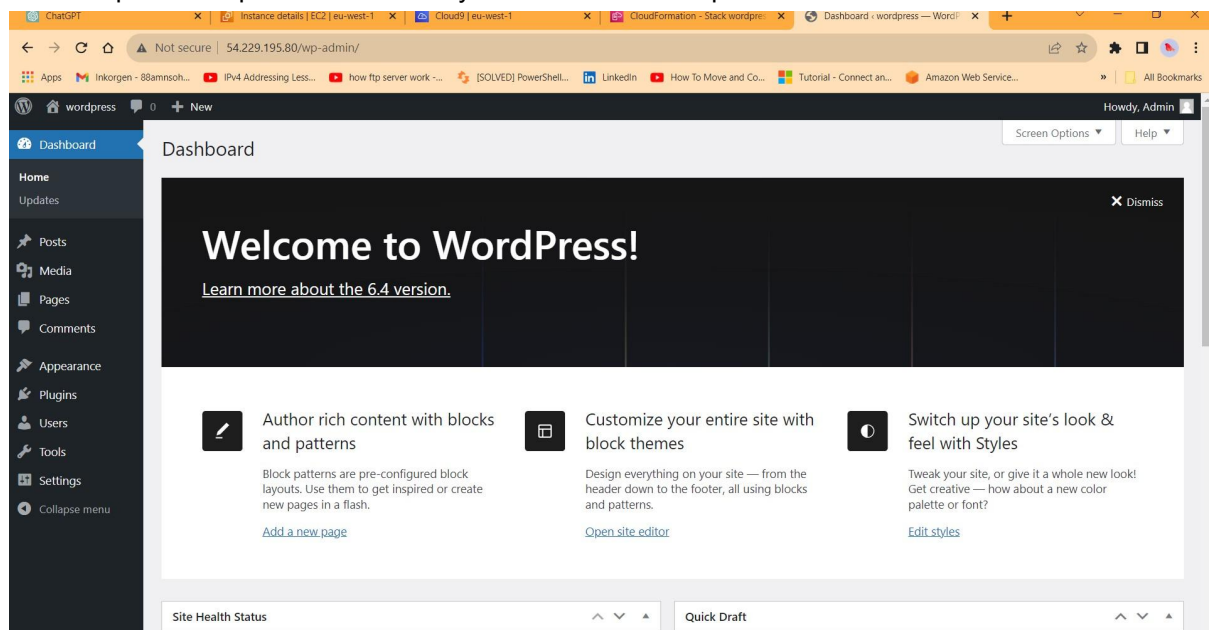 ChatGPT
Instance details | EC2 | eu-west-1
Cloud9 | eu-west-1
CloudFormation - Stack wordpres
Dashboard ‹ wordpress — WordP
Not secure | 54.229.195.80/wp-admin/
Apps
Inkorgen - 88amnsoh...
IPv4 Addressing Less...
how ftp server work -...
[SOLVED] PowerShell...
LinkedIn
How To Move and Co...
Tutorial - Connect an...
Amazon Web Service...
»
All Bookmarks
wordpress
0
+ New
Howdy, Admin
Dashboard
Home
Updates
Posts
Media
Pages
Comments
Appearance
Plugins
Users
Tools
Settings
Collapse menu
Screen Options
Help
Dashboard
Dismiss
Welcome to WordPress!
Learn more about the 6.4 version.
Author rich content with blocks
and patterns
Block patterns are pre-configured block
layouts. Use them to get inspired or create
new pages in a flash.
Add a new page
Customize your entire site with
block themes
Design everything on your site — from the
header down to the footer, all using blocks
and patterns.
Open site editor
Switch up your site's look &
feel with Styles
Tweak your site, or give it a whole new look!
Get creative — how about a new color
palette or font?
Edit styles
Site Health Status
Quick Draft